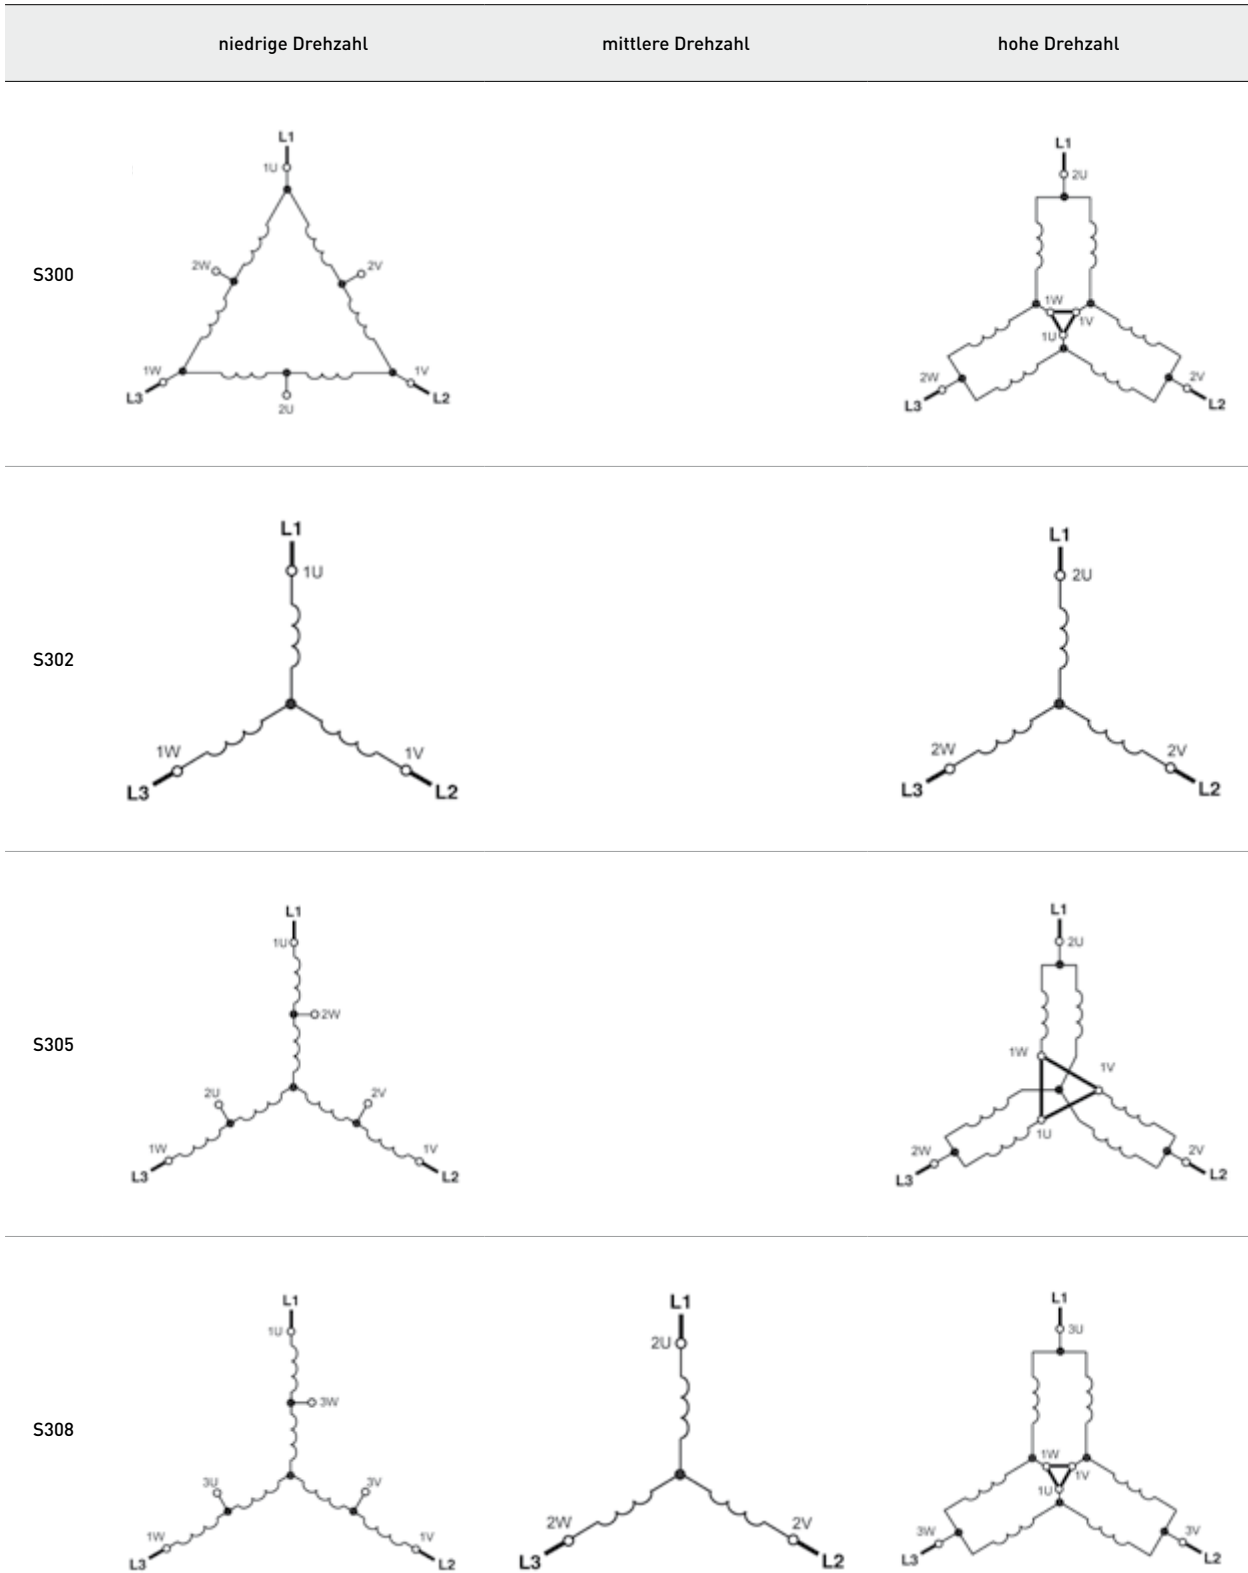 niedrige Drehzahl mittlere Drehzahl hohe Drehzahl
S300
L1
1U
2W
2V
1W
1V
L3
L2
2U
L1
2U
1W
1V
1U
2W
2V
L3
L2
S302
L1
1U
1W
1V
L3
L2
L1
2U
2W
2V
L3
L2
S305
L1
1U
2W
2U
2V
1W
1V
L3
L2
L1
2U
1W
1V
1U
2W
2V
L3
L2
S308
L1
1U
3W
3U
3V
1W
1V
L3
L2
L1
2U
2W
2V
L3
L2
L1
3U
1W
1V
1U
3W
3V
L3
L2